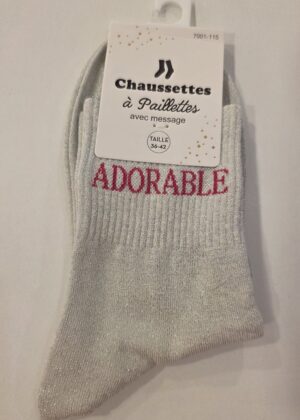 7001-115
Chaussettes
à Paillettes
avec message
TAILLE
36-42
ADORABLE